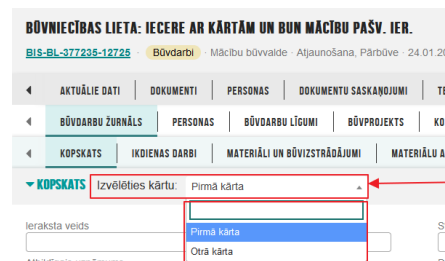 BŪVNIECĪBAS LIETA: IECERE AR KĀRTĀM UN BUN MĀCĪBU PAŠV. IER.
BIS-BL-377235-12725 · Būvdarbi · Mācību būvvalde · Atjaunošana, Pārbūve · 24.01.20
AKTUĀLIE DATI DOKUMENTI PERSONAS DOKUMENTU SASKAŅOJUMI
BŪVDARBU ŽURNĀLS PERSONAS BŪVDARBU LĪGUMI BŪVPROJEKTS KO
KOPSKATS IKDIENAS DARBI MATERIĀLI UN BŪVIZSTRĀDĀJUMI MATERIĀLU A
KOPSKATS Izvēlēties kārtu: Pirmā kārta
Ieraksta veids
Pirmā kārta
Otrā kārta